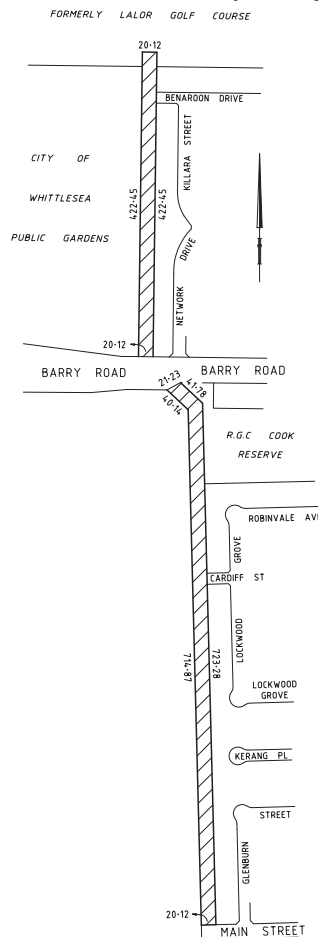 FORMERLY LALOR GOLF COURSE
20·12
BENAROON DRIVE
KILLARA STREET
CITY OF
WHITTLESEA
PUBLIC GARDENS
422·45
422·45
DRIVE
NETWORK
20·12
BARRY ROAD
BARRY ROAD
21·23
41·78
40·14
R.G.C COOK
RESERVE
ROBINVALE AV
GROVE
CARDIFF ST
LOCKWOOD
714·87
723·28
LOCKWOOD
GROVE
KERANG PL
STREET
GLENBURN
20·12
MAIN STREET